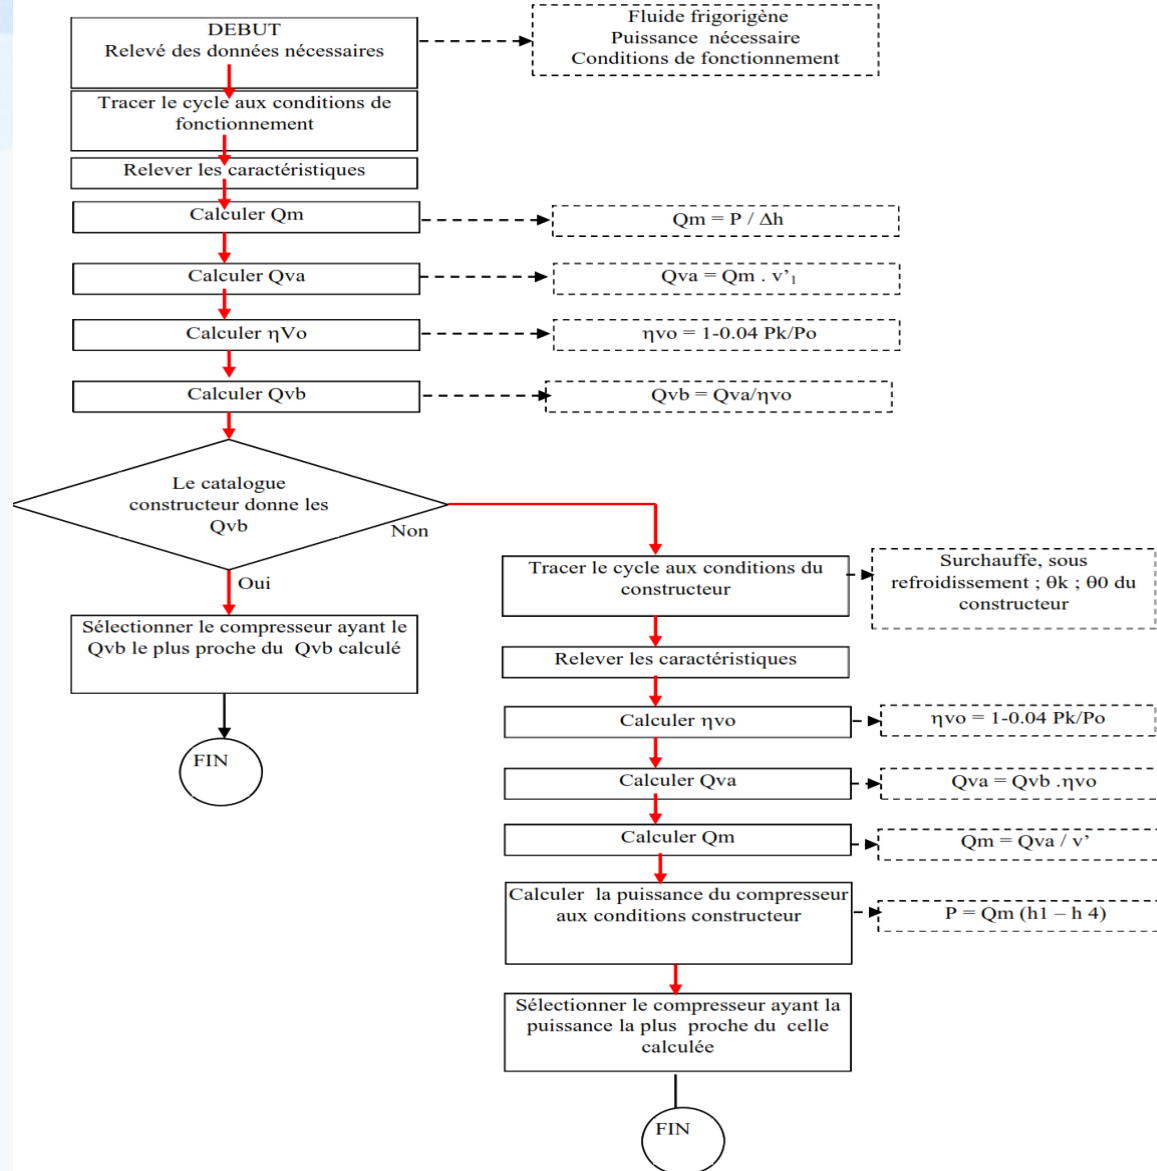 DEBUT
Relevé des données nécessaires
Fluide frigorigène
Puissance nécessaire
Conditions de fonctionnement
Tracer le cycle aux conditions de
fonctionnement
Relever les caractéristiques
Calculer Qm
Qm = P / Δh
Calculer Qva
Qva = Qm . v’₁
Calculer ηVo
ηvo = 1-0.04 Pk/Po
Calculer Qvb
Qvb = Qva/ηvo
Le catalogue
constructeur donne les
Qvb
Non
Oui
Sélectionner le compresseur ayant le
Qvb le plus proche du Qvb calculé
FIN
Tracer le cycle aux conditions du
constructeur
Surchauffe, sous
refroidissement ; θk ; θ0 du
constructeur
Relever les caractéristiques
Calculer ηvo
ηvo = 1-0.04 Pk/Po
Calculer Qva
Qva = Qvb .ηvo
Calculer Qm
Qm = Qva / v’
Calculer la puissance du compresseur
aux conditions constructeur
P = Qm (h1 – h 4)
Sélectionner le compresseur ayant la
puissance la plus proche du celle
calculée
FIN